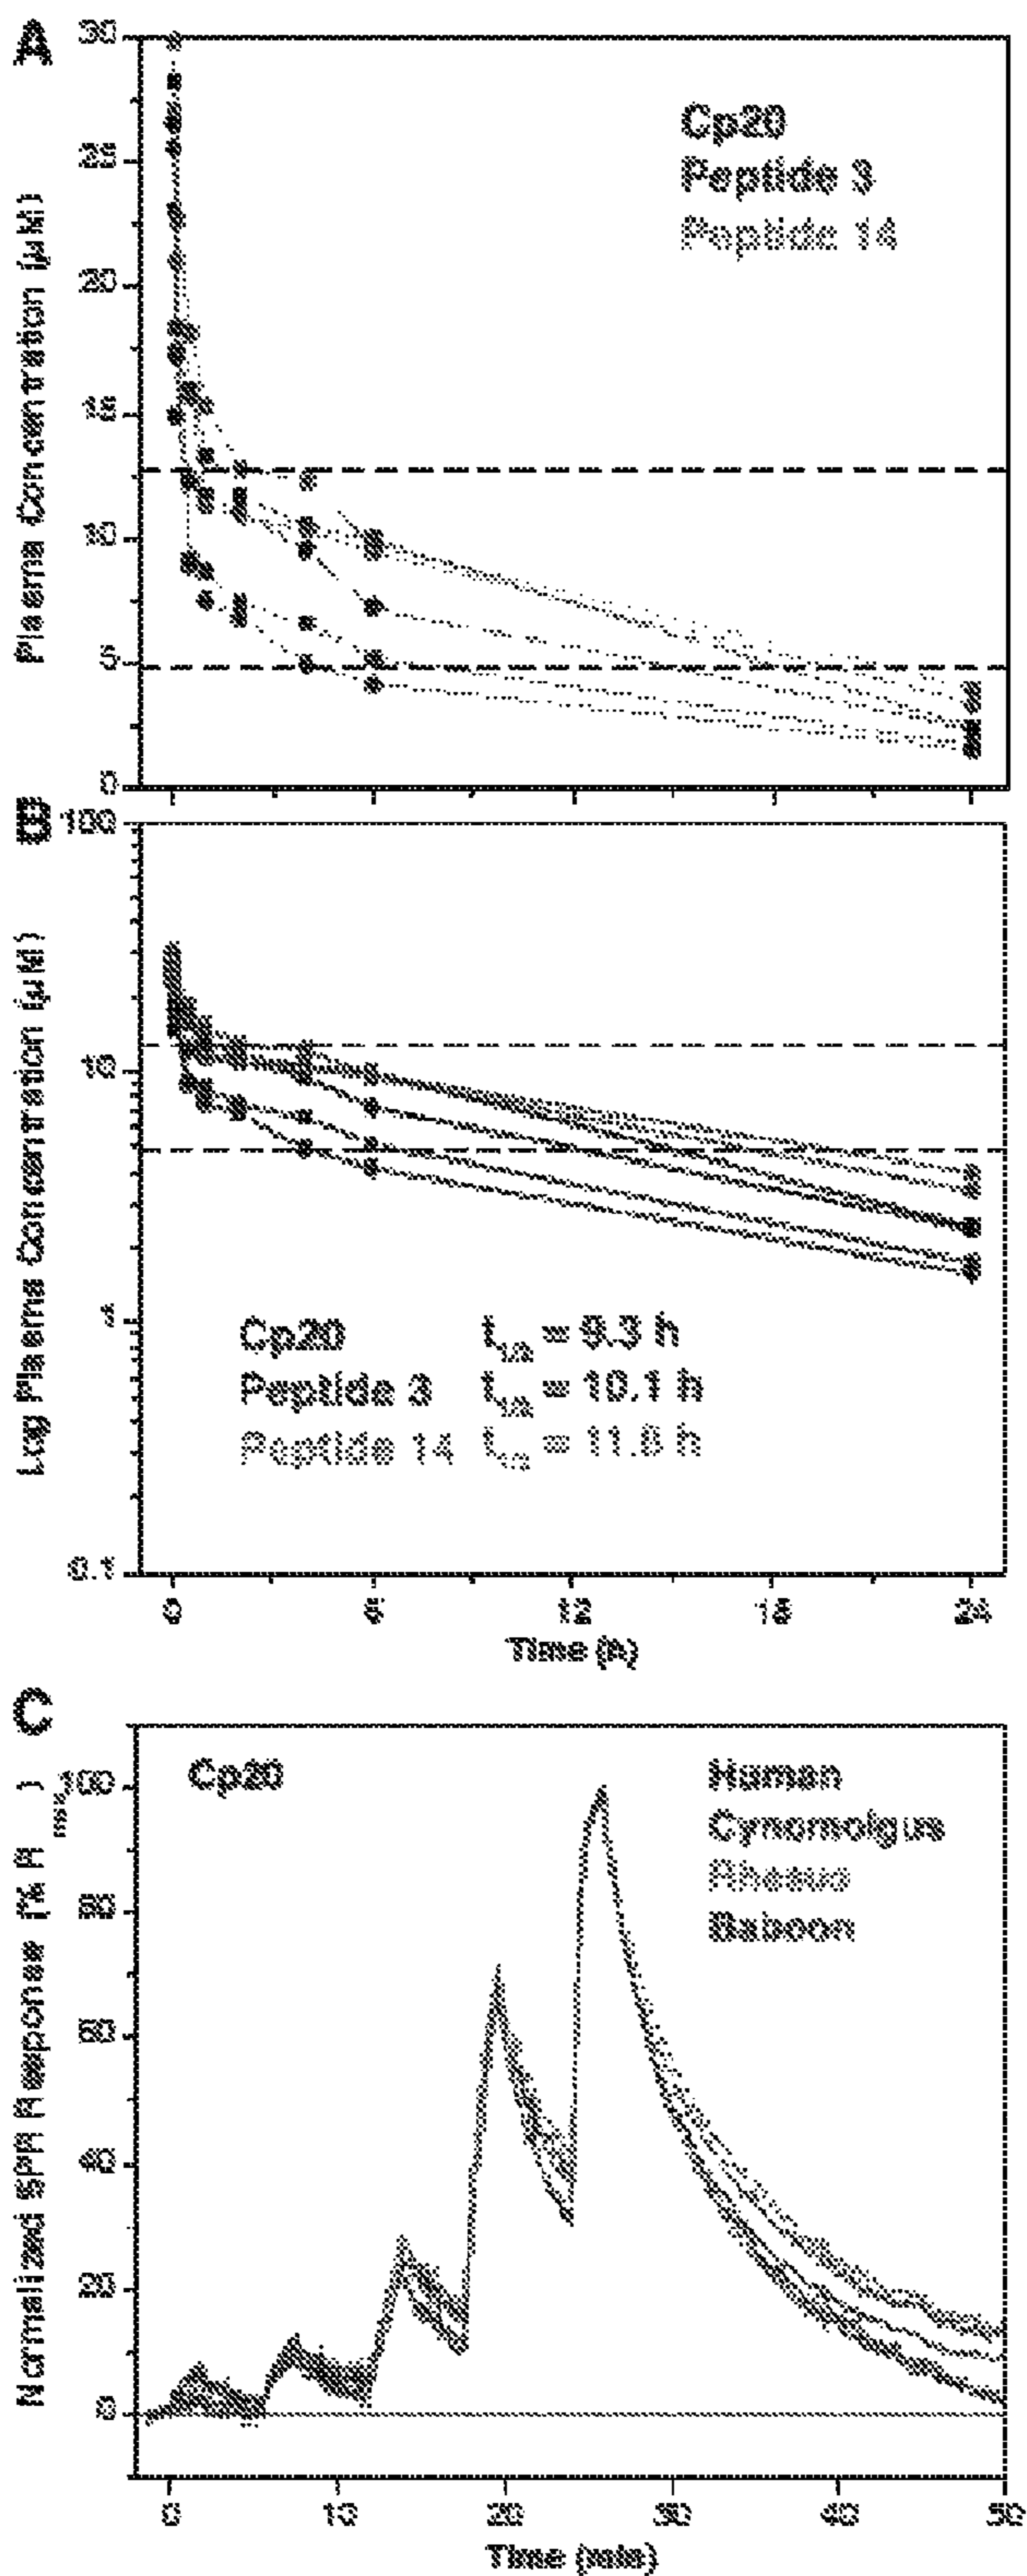 A
Plasma Concentration (µM)
30
25
20
15
10
5
0
Cp20
Peptide 3
Peptide 14
B
Log Plasma Concentration (µM)
100
10
1
0.1
Cp20 t1/2 = 9.3 h
Peptide 3 t1/2 = 10.1 h
Peptide 14 t1/2 =
0 6 12 18 24
Time (h)
C
Normalized SPR Response (% R max)
100
80
60
40
20
0
Cp20
Human
Cynomolgus
Rhesus
Baboon
0 10 20 30 40 50
Time (min)